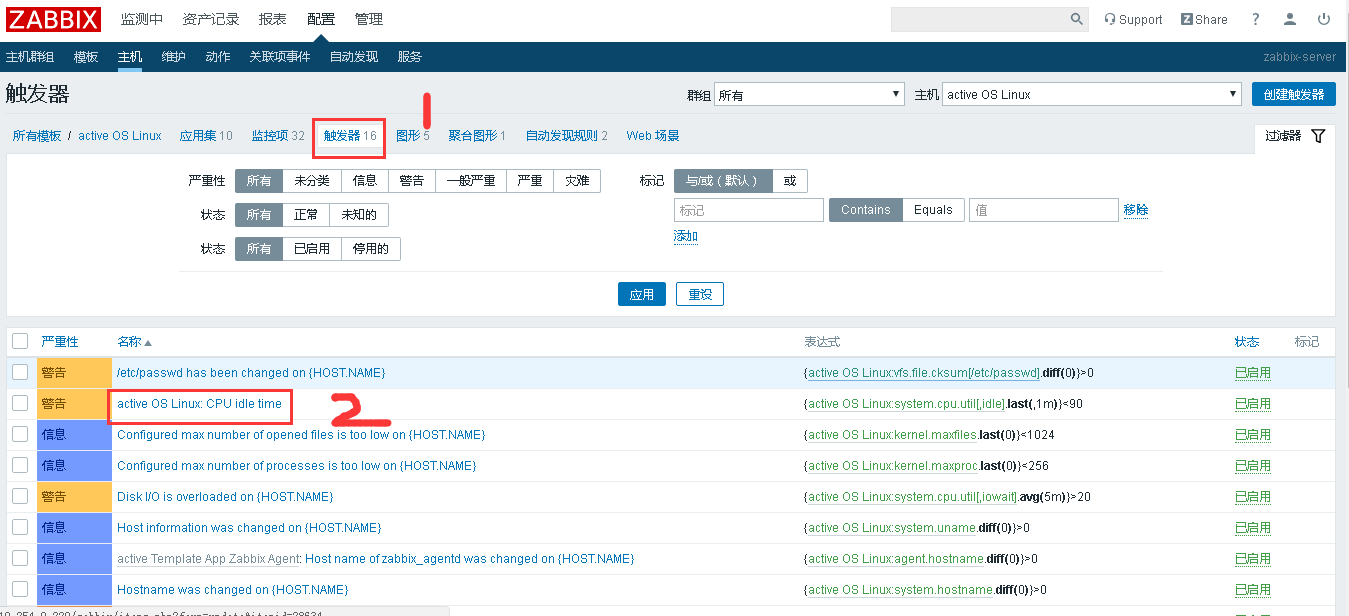 ZABBIX 监测中 资产记录 报表 配置 管理 Support Z Share ?
主机群组 模板 主机 维护 动作 关联项事件 自动发现 服务 zabbix-server
触发器 群组 所有 主机 active OS Linux 创建触发器
1
所有模板 / active OS Linux 应用集 10 监控项 32 触发器 16 图形 5 聚合图形 1 自动发现规则 2 Web 场景 过滤器
严重性 所有 未分类 信息 警告 一般严重 严重 灾难 标记 与/或（默认） 或
状态 所有 正常 未知的 标记 Contains Equals 值 移除
添加
状态 所有 已启用 停用的
应用 重设
严重性 名称 表达式 状态 标记
警告 /etc/passwd has been changed on {HOST.NAME} {active OS Linux:vfs.file.cksum[/etc/passwd].diff(0)}>0 已启用
警告 active OS Linux: CPU idle time 2 {active OS Linux:system.cpu.util[,idle].last(,1m)}<90 已启用
信息 Configured max number of opened files is too low on {HOST.NAME} {active OS Linux:kernel.maxfiles.last(0)}<1024 已启用
信息 Configured max number of processes is too low on {HOST.NAME} {active OS Linux:kernel.maxproc.last(0)}<256 已启用
警告 Disk I/O is overloaded on {HOST.NAME} {active OS Linux:system.cpu.util[,iowait].avg(5m)}>20 已启用
信息 Host information was changed on {HOST.NAME} {active OS Linux:system.uname.diff(0)}>0 已启用
信息 active Template App Zabbix Agent: Host name of zabbix_agentd was changed on {HOST.NAME} {active OS Linux:agent.hostname.diff(0)}>0 已启用
信息 Hostname was changed on {HOST.NAME} {active OS Linux:system.hostname.diff(0)}>0 已启用